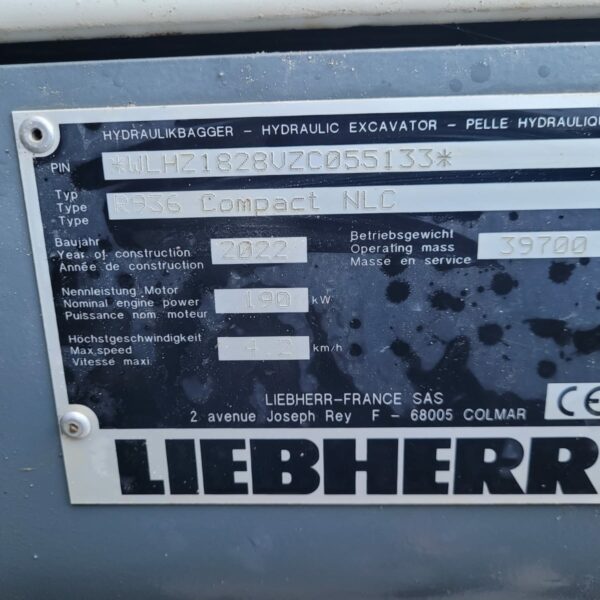 HYDRAULIKBAGGER - HYDRAULIC EXCAVATOR - PELLE HYDRAULIQU
PIN *WLHZ1828VZC055133*
Typ
Type R936 Compact NLC
Type
Baujahr
Year of construction 2022
Année de construction
Betriebsgewicht
Operating mass 39700
Masse en service
Nennleistung Motor
Nominal engine power 190 kW
Puissance nom. moteur
Höchstgeschwindigkeit
Max.speed 4.2 km/h
Vitesse maxi.
LIEBHERR-FRANCE SAS
2 avenue Joseph Rey F - 68005 COLMAR
CE
LIEBHERR